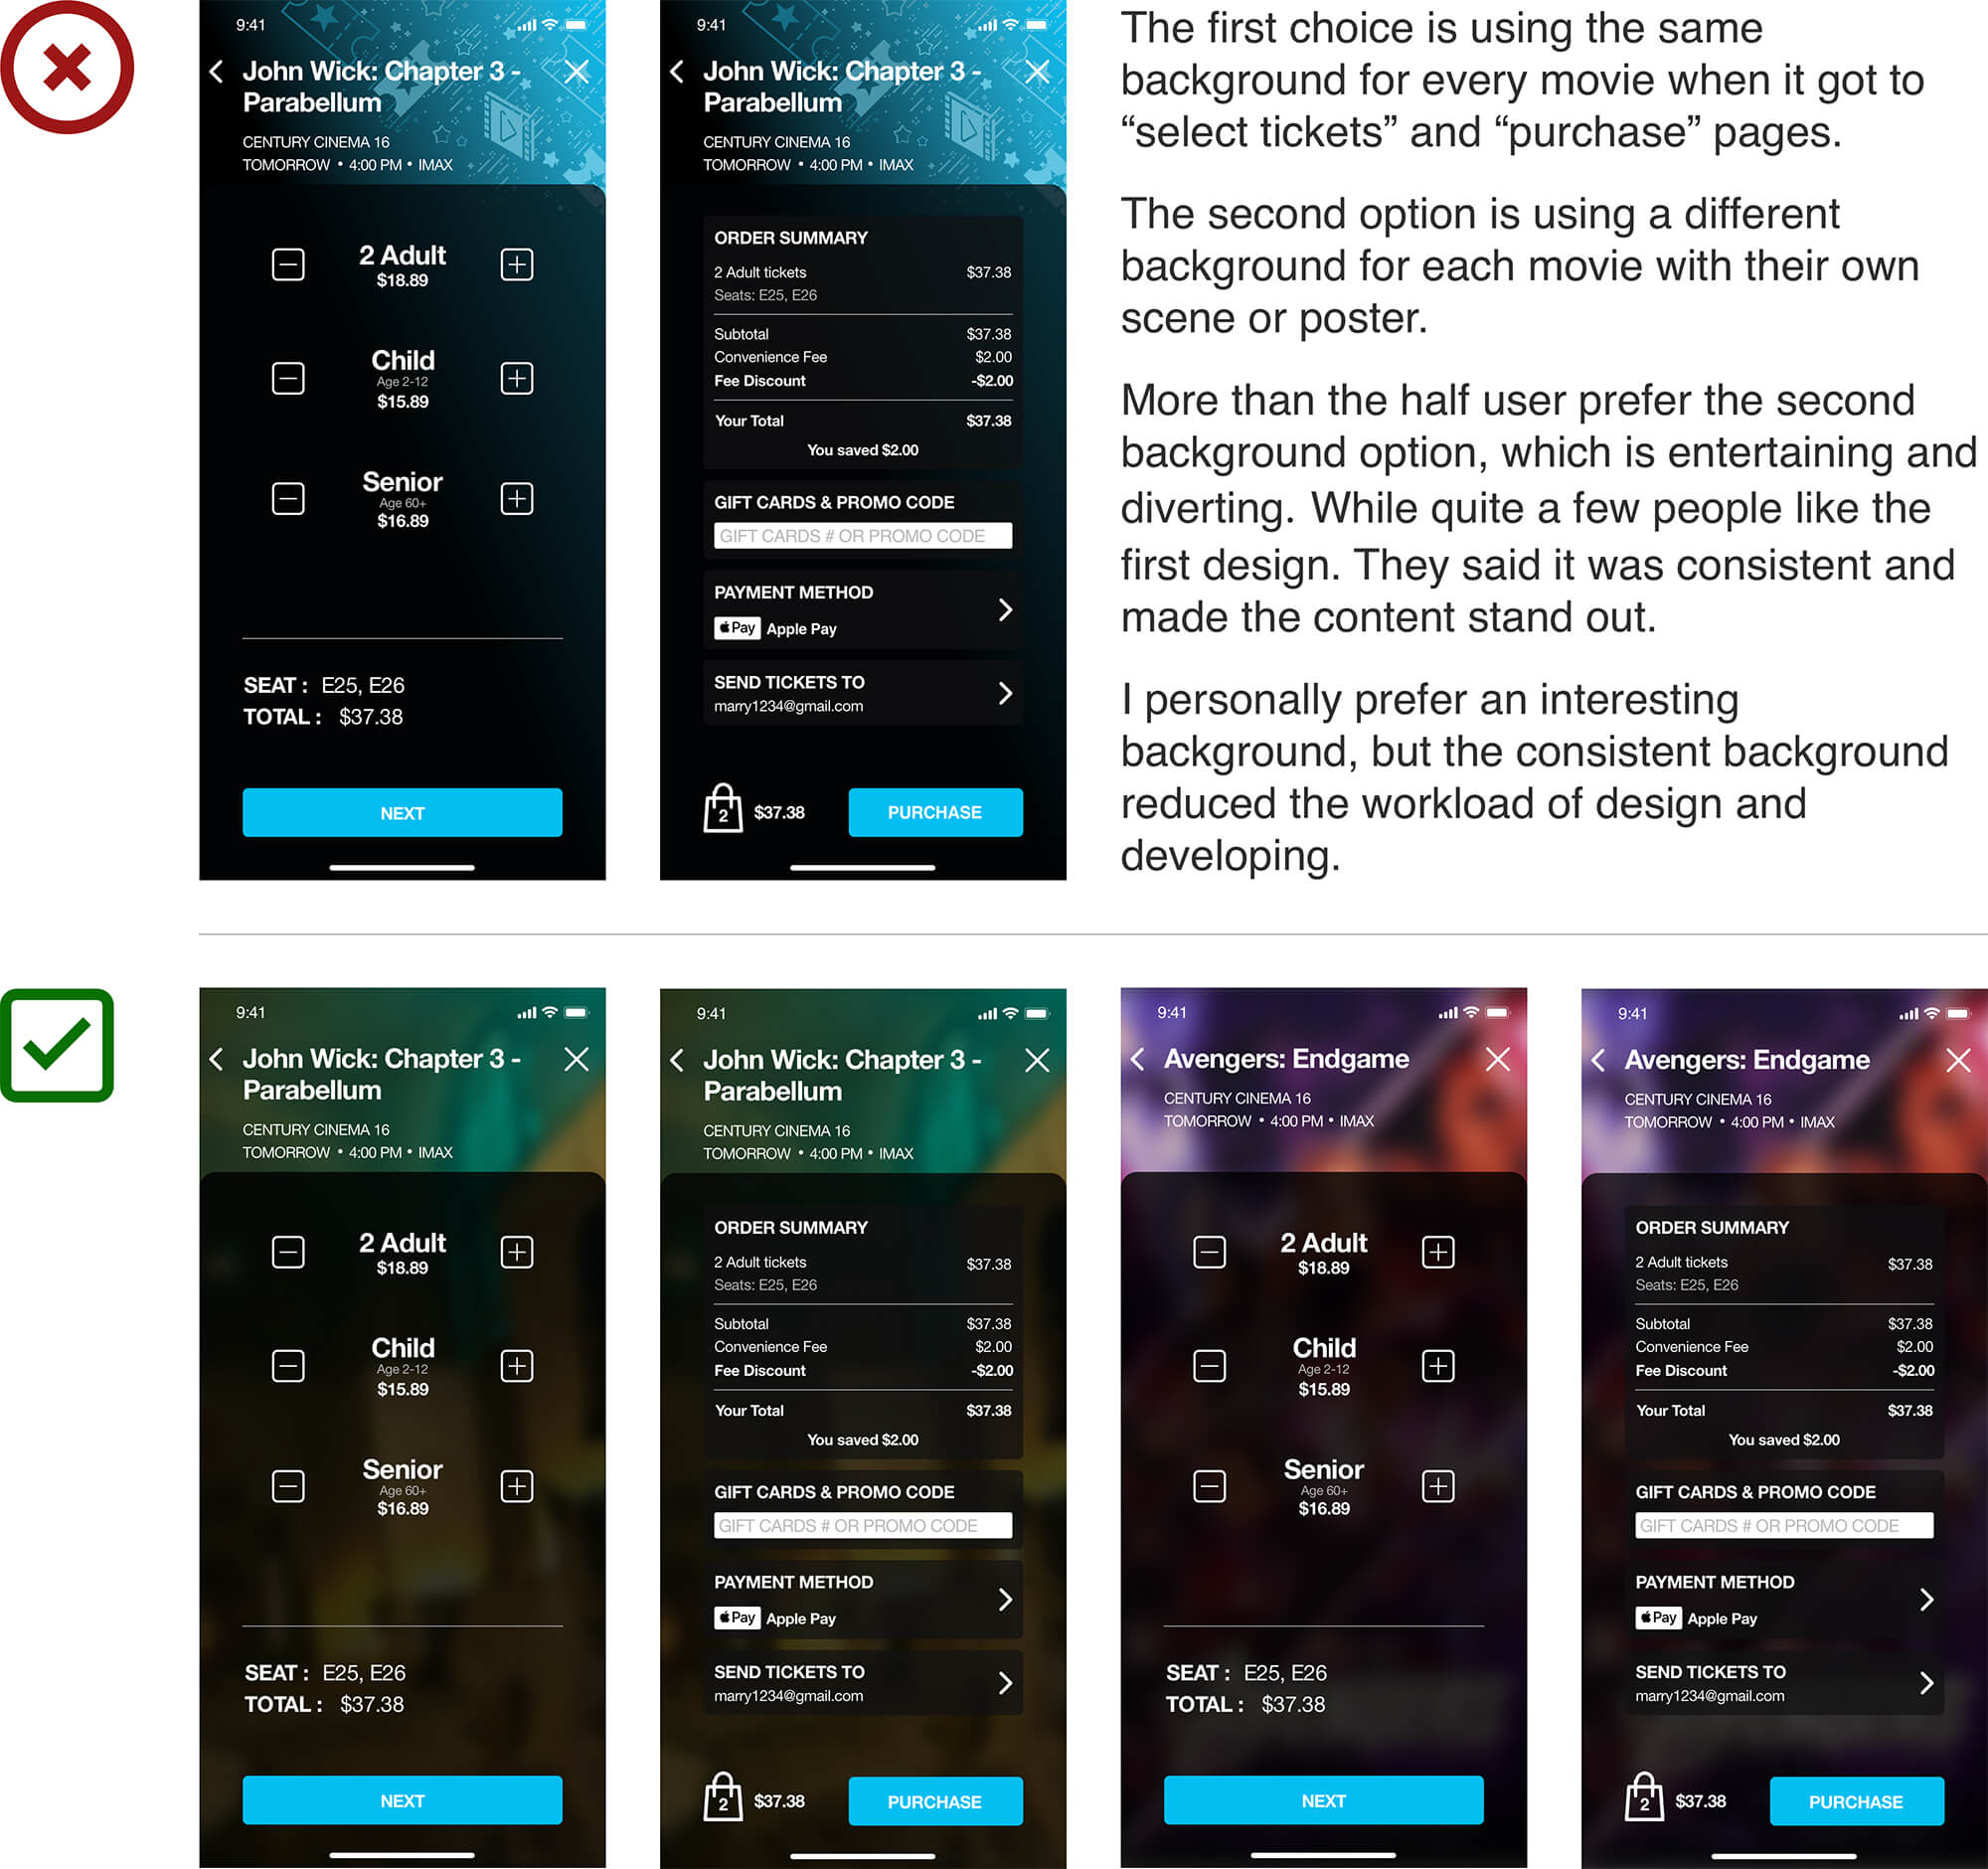 9:41
John Wick: Chapter 3 -
Parabellum
CENTURY CINEMA 16
TOMORROW • 4:00 PM • IMAX
2 Adult
$18.89
Child
Age 2-12
$15.89
Senior
Age 60+
$16.89
SEAT : E25, E26
TOTAL : $37.38
NEXT
9:41
John Wick: Chapter 3 -
Parabellum
CENTURY CINEMA 16
TOMORROW • 4:00 PM • IMAX
ORDER SUMMARY
2 Adult tickets $37.38
Seats: E25, E26
Subtotal $37.38
Convenience Fee $2.00
Fee Discount -$2.00
Your Total $37.38
You saved $2.00
GIFT CARDS & PROMO CODE
GIFT CARDS # OR PROMO CODE
PAYMENT METHOD
Pay Apple Pay
SEND TICKETS TO
marry1234@gmail.com
2 $37.38 PURCHASE
The first choice is using the same
background for every movie when it got to
“select tickets” and “purchase” pages.
The second option is using a different
background for each movie with their own
scene or poster.
More than the half user prefer the second
background option, which is entertaining and
diverting. While quite a few people like the
first design. They said it was consistent and
made the content stand out.
I personally prefer an interesting
background, but the consistent background
reduced the workload of design and
developing.
9:41
John Wick: Chapter 3 -
Parabellum
CENTURY CINEMA 16
TOMORROW • 4:00 PM • IMAX
2 Adult
$18.89
Child
Age 2-12
$15.89
Senior
Age 60+
$16.89
SEAT : E25, E26
TOTAL : $37.38
NEXT
9:41
John Wick: Chapter 3 -
Parabellum
CENTURY CINEMA 16
TOMORROW • 4:00 PM • IMAX
ORDER SUMMARY
2 Adult tickets $37.38
Seats: E25, E26
Subtotal $37.38
Convenience Fee $2.00
Fee Discount -$2.00
Your Total $37.38
You saved $2.00
GIFT CARDS & PROMO CODE
GIFT CARDS # OR PROMO CODE
PAYMENT METHOD
Pay Apple Pay
SEND TICKETS TO
marry1234@gmail.com
2 $37.38 PURCHASE
9:41
Avengers: Endgame
CENTURY CINEMA 16
TOMORROW • 4:00 PM • IMAX
2 Adult
$18.89
Child
Age 2-12
$15.89
Senior
Age 60+
$16.89
SEAT : E25, E26
TOTAL : $37.38
NEXT
9:41
Avengers: Endgame
CENTURY CINEMA 16
TOMORROW • 4:00 PM • IMAX
ORDER SUMMARY
2 Adult tickets $37.38
Seats: E25, E26
Subtotal $37.38
Convenience Fee $2.00
Fee Discount -$2.00
Your Total $37.38
You saved $2.00
GIFT CARDS & PROMO CODE
GIFT CARDS # OR PROMO CODE
PAYMENT METHOD
Pay Apple Pay
SEND TICKETS TO
marry1234@gmail.com
2 $37.38 PURCHASE